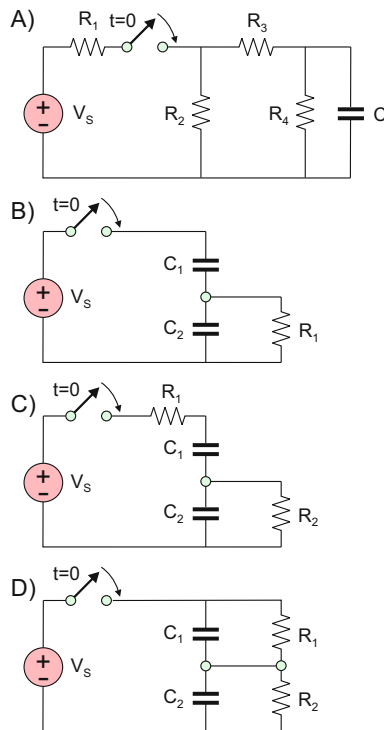 A)
R1 t=0 R3
VS R2 R4 C
B)
t=0
C1
VS
C2 R1
C)
t=0 R1
C1
VS
C2 R2
D)
t=0
C1 R1
VS
C2 R2